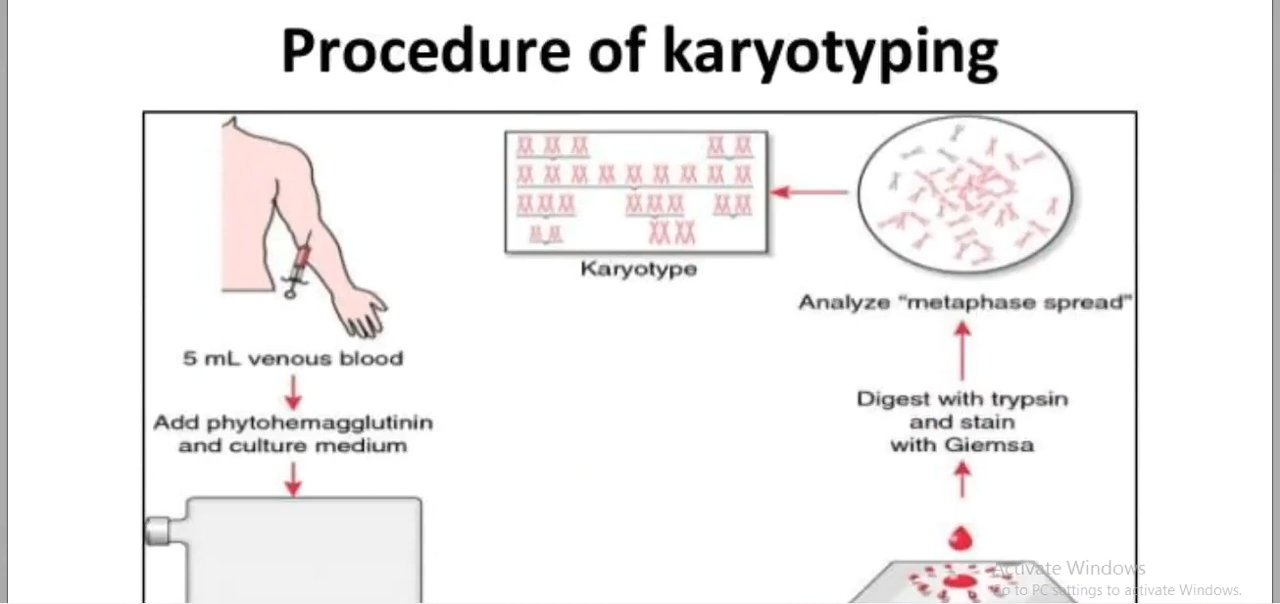 Procedure of karyotyping
5 mL venous blood
Add phytohemagglutinin
and culture medium
Karyotype
Analyze “metaphase spread”
Digest with trypsin
and stain
with Giemsa
Activate Windows
Go to PC settings to activate Windows.